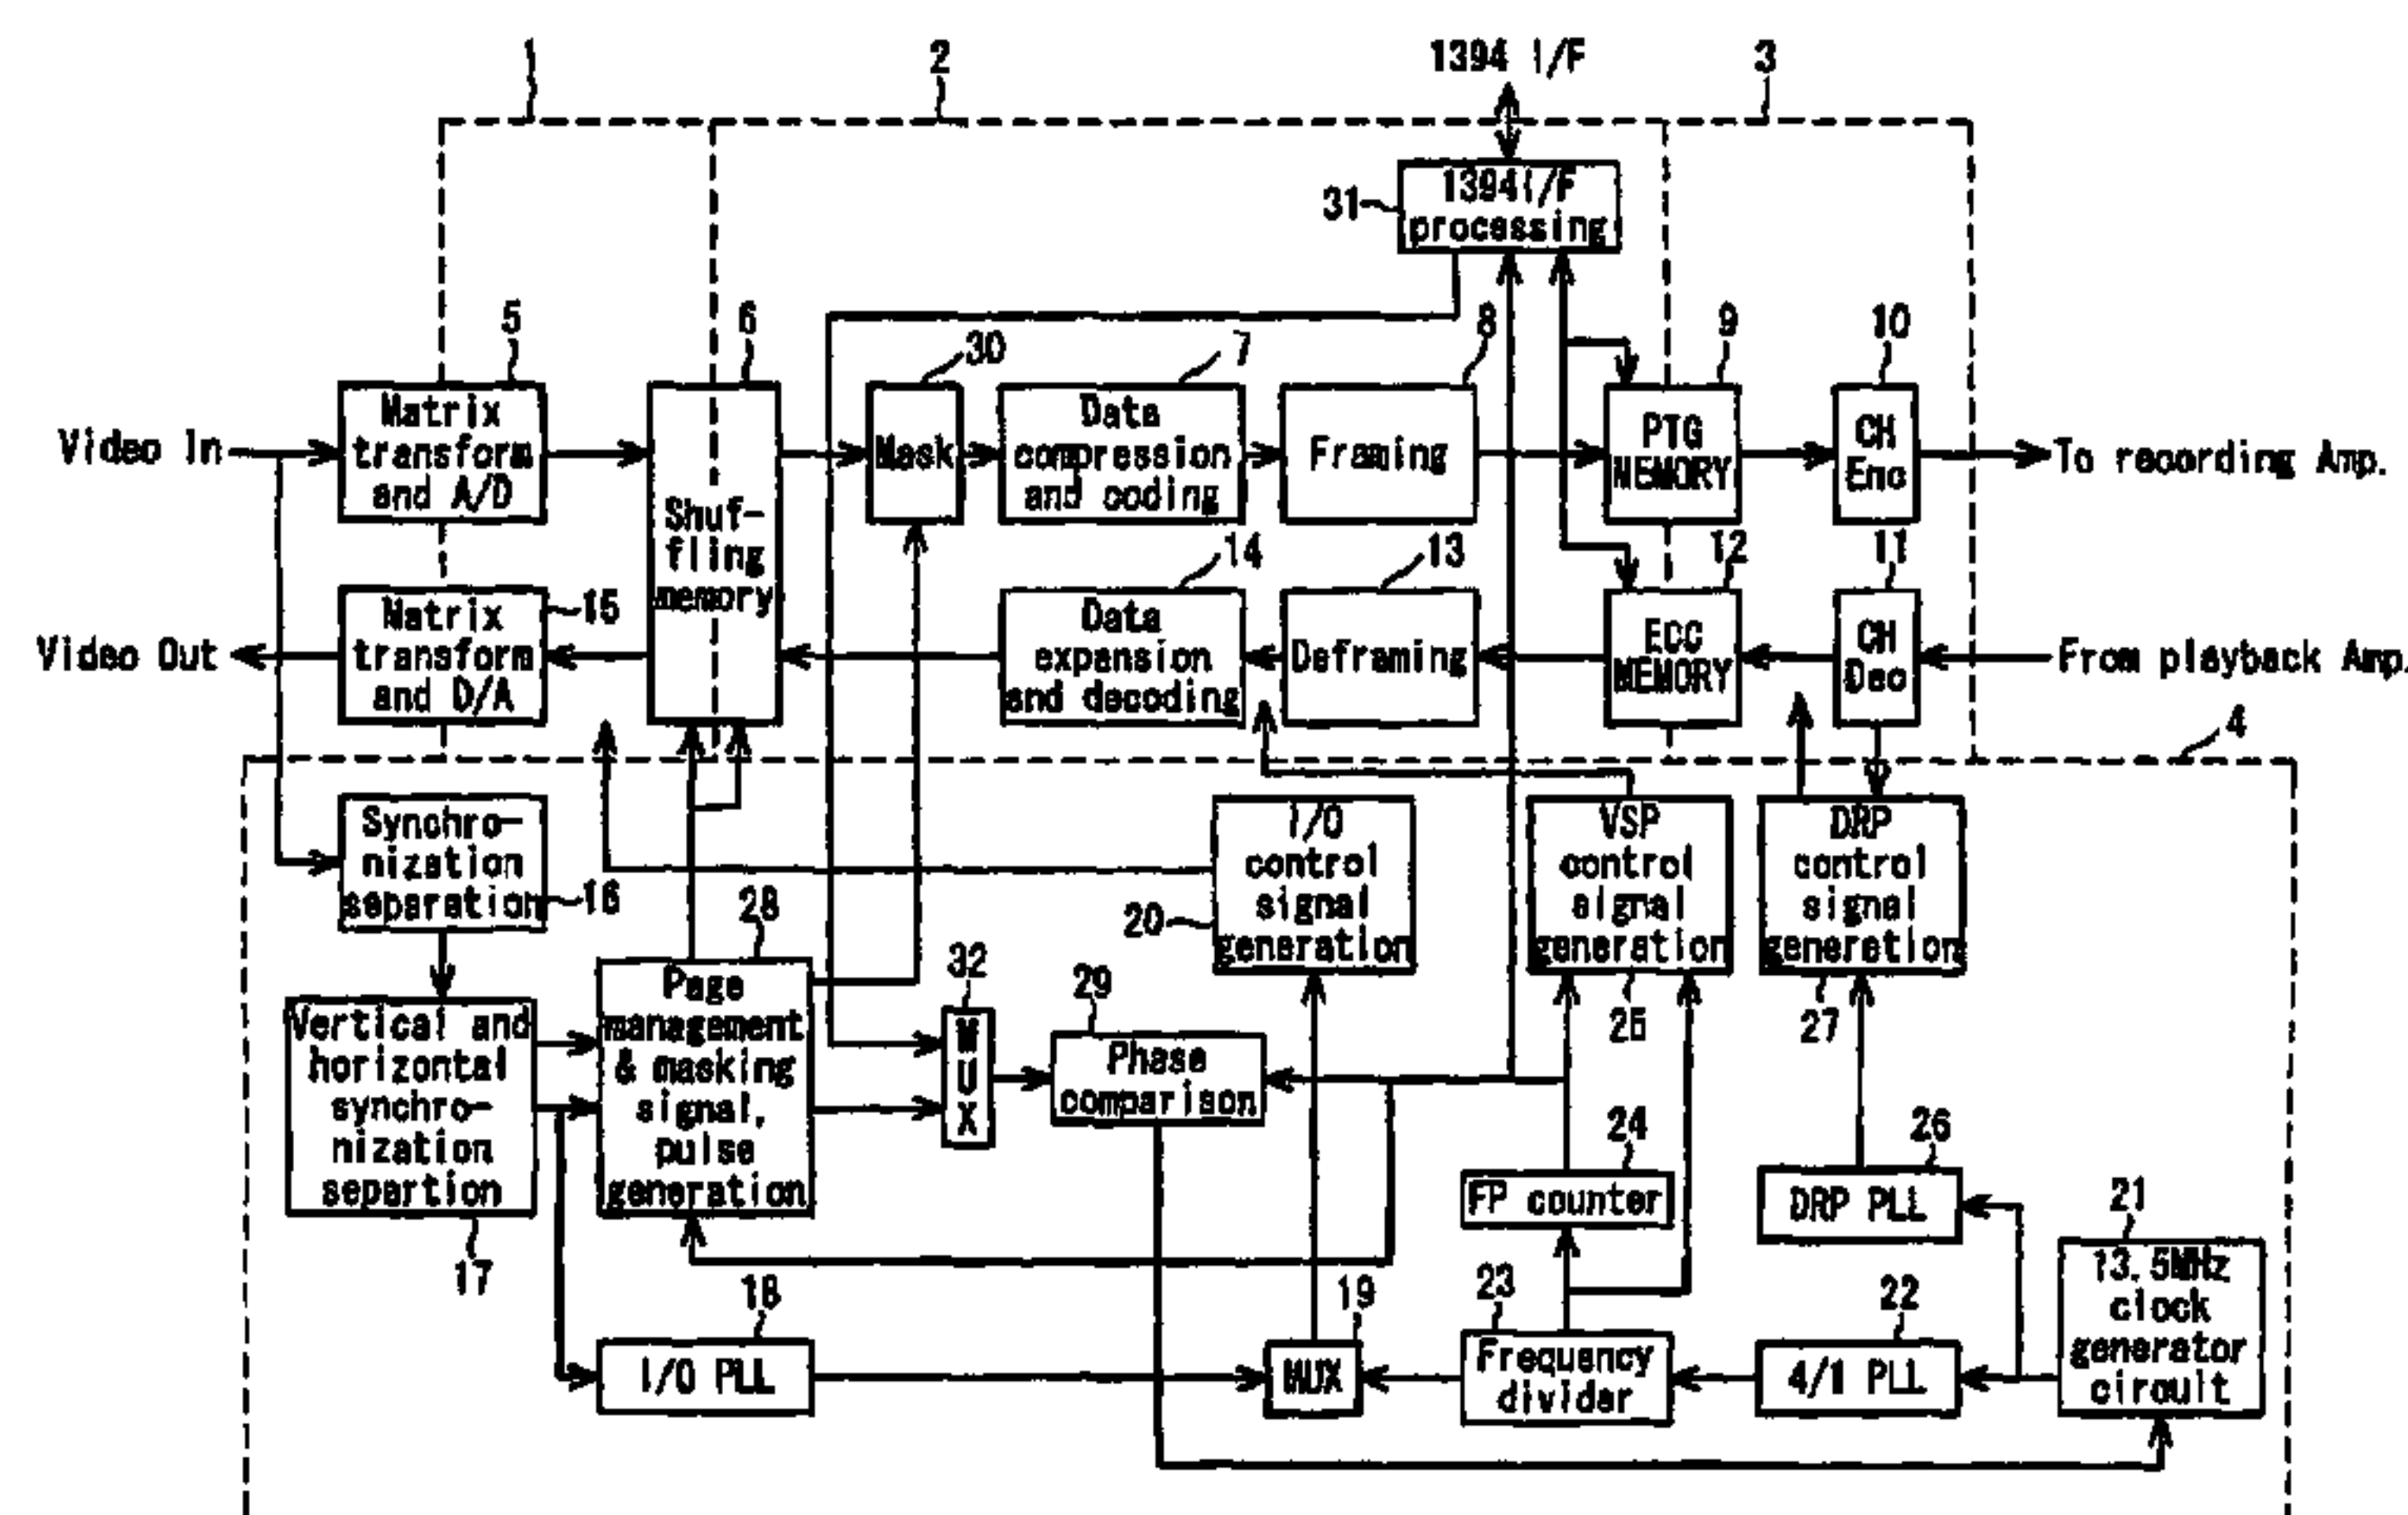 1
2
1394 I/F
3
31
1394I/F
processing
5
6
30
7
8
9
10
Video In
Matrix
transform
and A/D
Shuf-
fling
memory
Mask
Data
compression
and coding
Framing
PTG
MEMORY
CH
Enc
To recording Amp.
14
13
12
11
Video Out
Matrix
transform
and D/A
15
Data
expansion
and decoding
Deframing
ECC
MEMORY
CH
Dec
From playback Amp.
4
Synchro-
nization
separation
16
28
20
I/O
control
signal
generation
VSP
control
signal
generation
25
DRP
control
signal
generetion
27
Vertical and
horizontal
synchro-
nization
separtion
17
Page
management
& masking
signal,
pulse
generation
32
MUX
29
Phase
comparison
24
FP counter
26
DRP PLL
21
13.5MHz
clock
generator
circuit
18
I/O PLL
19
MUX
23
Frequency
divider
22
4/1 PLL